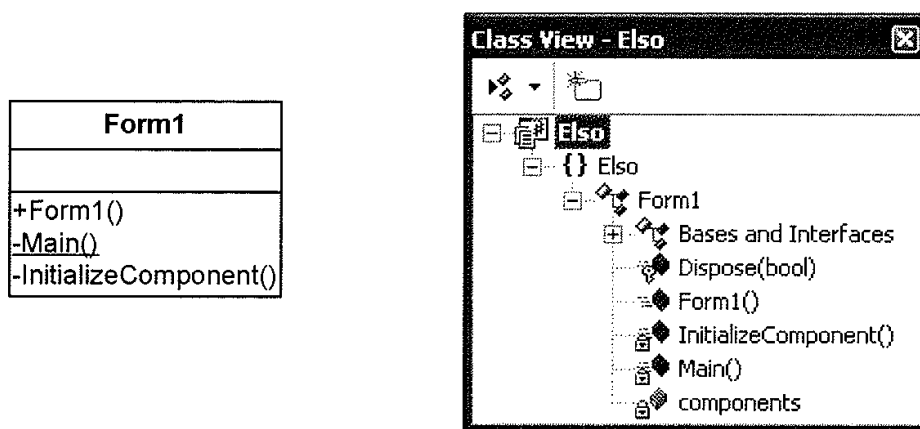 Form1
+Form1()
-Main()
-InitializeComponent()
Class View - Elso
Elso
{} Elso
Form1
Bases and Interfaces
Dispose(bool)
Form1()
InitializeComponent()
Main()
components